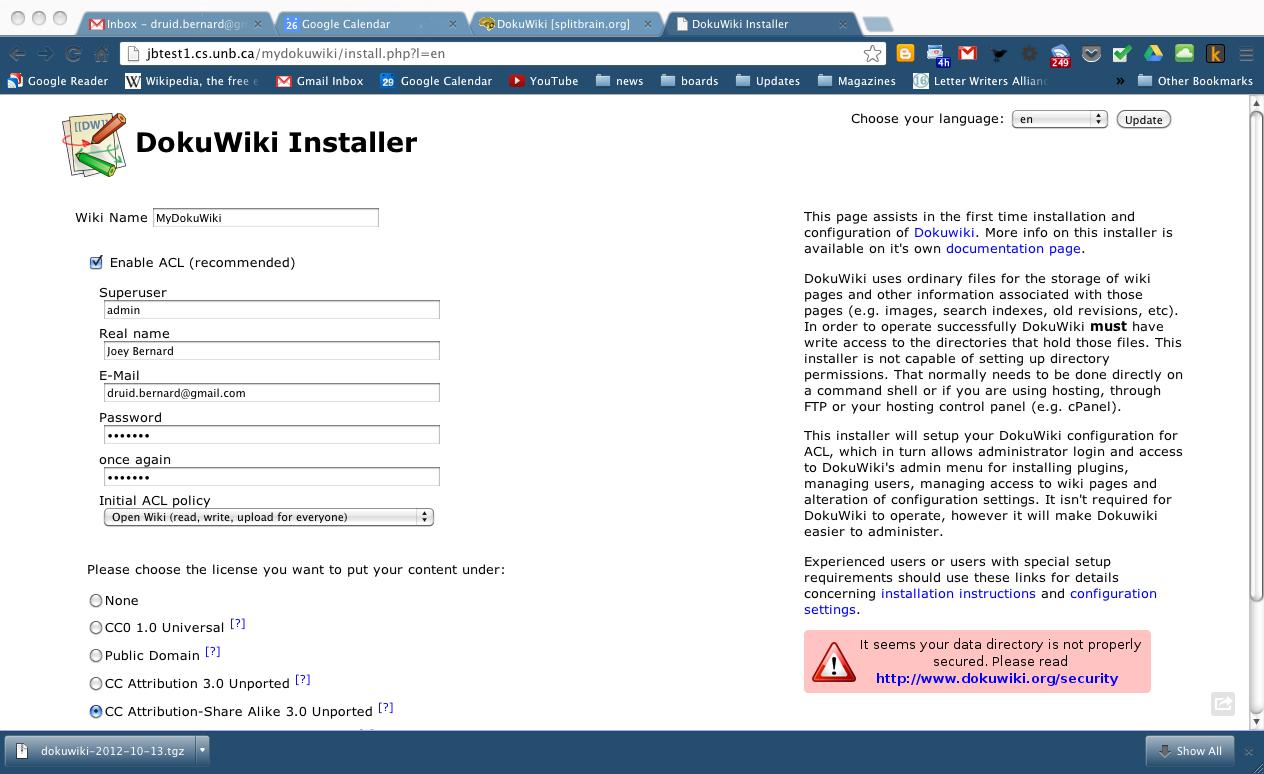 Inbox – druid.bernard@gm
26 Google Calendar
DokuWiki [splitbrain.org]
DokuWiki Installer
jbtest1.cs.unb.ca/mydokuwiki/install.php?l=en
4h
249
k
Google Reader
W Wikipedia, the free e
Gmail Inbox
29 Google Calendar
YouTube
news
boards
Updates
Magazines
Letter Writers Allianc
»
Other Bookmarks
[[DW]]
DokuWiki Installer
Choose your language: en Update
Wiki Name MyDokuWiki
Enable ACL (recommended)
Superuser
admin
Real name
Joey Bernard
E-Mail
druid.bernard@gmail.com
Password
•••••••
once again
•••••••
Initial ACL policy
Open Wiki (read, write, upload for everyone)
Please choose the license you want to put your content under:
None
CC0 1.0 Universal [?]
Public Domain [?]
CC Attribution 3.0 Unported [?]
CC Attribution-Share Alike 3.0 Unported [?]
This page assists in the first time installation and
configuration of Dokuwiki. More info on this installer is
available on it's own documentation page.
DokuWiki uses ordinary files for the storage of wiki
pages and other information associated with those
pages (e.g. images, search indexes, old revisions, etc).
In order to operate successfully DokuWiki must have
write access to the directories that hold those files. This
installer is not capable of setting up directory
permissions. That normally needs to be done directly on
a command shell or if you are using hosting, through
FTP or your hosting control panel (e.g. cPanel).
This installer will setup your DokuWiki configuration for
ACL, which in turn allows administrator login and access
to DokuWiki's admin menu for installing plugins,
managing users, managing access to wiki pages and
alteration of configuration settings. It isn't required for
DokuWiki to operate, however it will make Dokuwiki
easier to administer.
Experienced users or users with special setup
requirements should use these links for details
concerning installation instructions and configuration
settings.
It seems your data directory is not properly
secured. Please read
http://www.dokuwiki.org/security
dokuwiki-2012-10-13.tgz
Show All